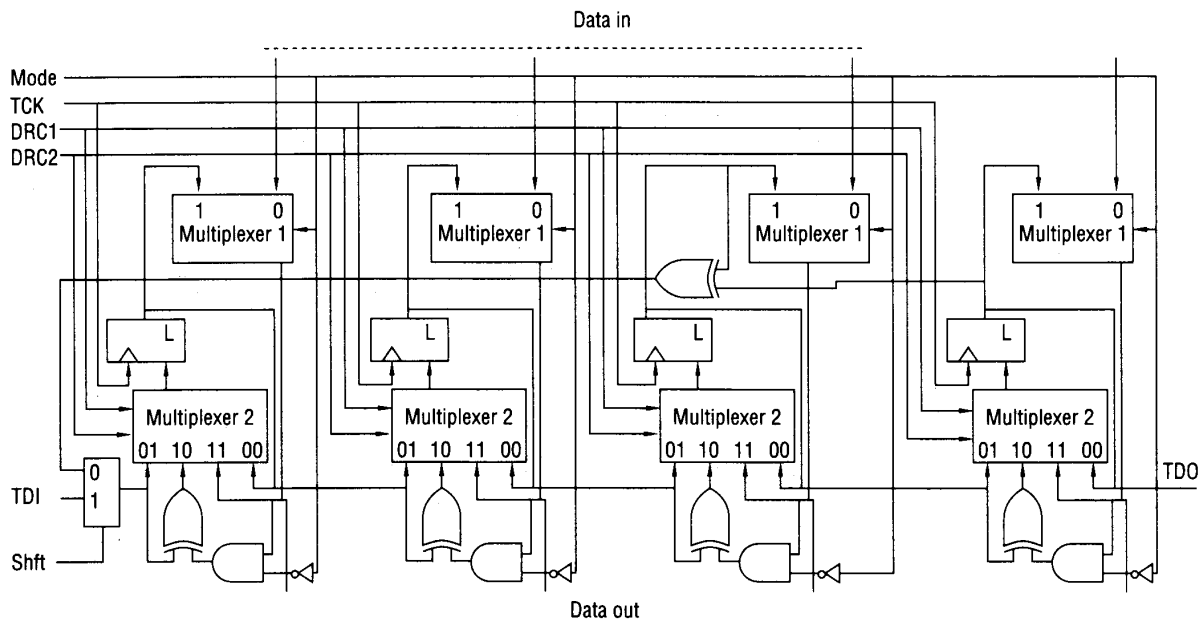 Data in
Mode
TCK
DRC1
DRC2
1 0
Multiplexer 1
1 0
Multiplexer 1
1 0
Multiplexer 1
1 0
Multiplexer 1
L
L
L
L
Multiplexer 2
01 10 11 00
Multiplexer 2
01 10 11 00
Multiplexer 2
01 10 11 00
Multiplexer 2
01 10 11 00
0
1
TDI
TDO
Shft
Data out